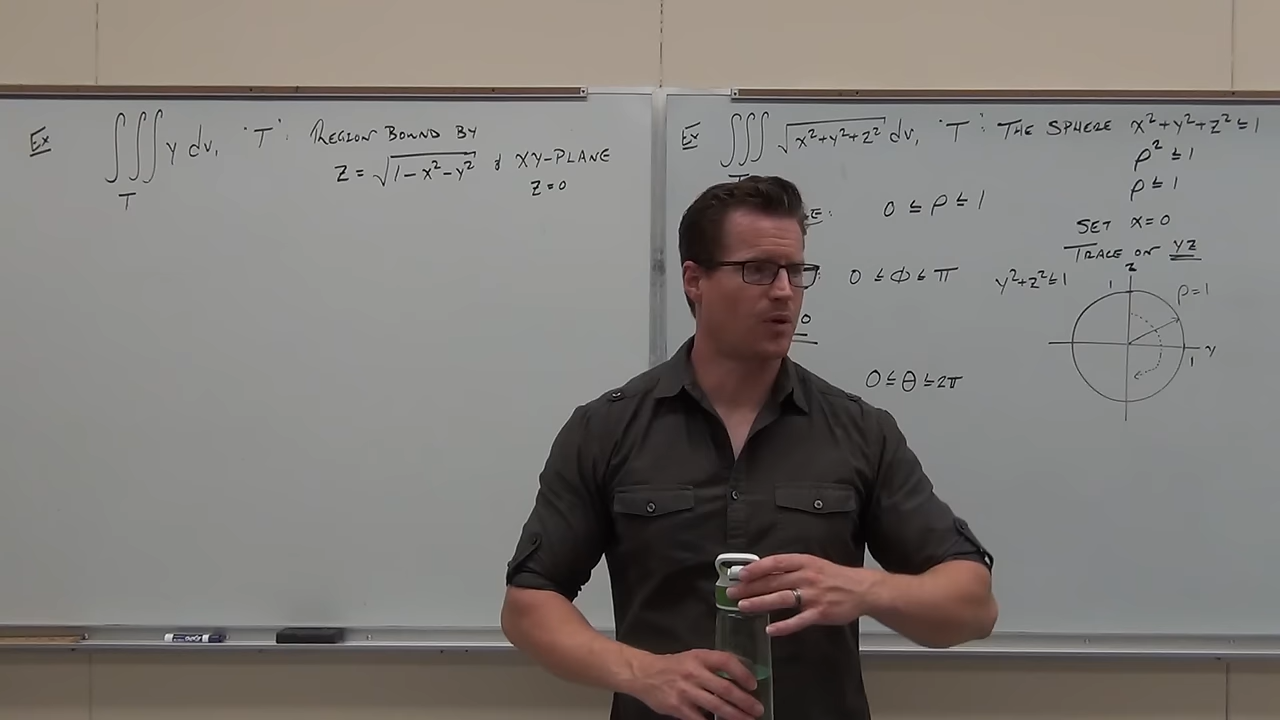 Ex ∭ y dv, "T": REGION BOUND BY
T z = √(1-x²-y²) & XY-PLANE
z=0
Ex ∭ √(x²+y²+z²) dv, "T": THE SPHERE x²+y²+z² ≤ 1
ρ² ≤ 1
ρ ≤ 1
0 ≤ ρ ≤ 1
SET x=0
TRACE ON YZ
0 ≤ φ ≤ π
y²+z² ≤ 1
z
1
ρ=1
y
1
0
0 ≤ θ ≤ 2π
EXPO